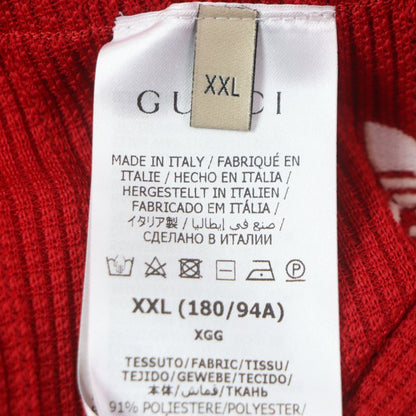 XXL
GUCCI
MADE IN ITALY / FABRIQUÉ EN
ITALIE / HECHO EN ITALIA /
HERGESTELLT IN ITALIEN /
FABRICADO EM ITÁLIA /
イタリア製 / صنع في إيطاليا /
СДЕЛАНО В ИТАЛИИ
P
XXL (180/94A)
XGG
TESSUTO/FABRIC/TISSU/
TEJIDO/GEWEBE/TECIDO/
本体/قماش/ТКАНЬ
91% POLIESTERE/POLYESTER/